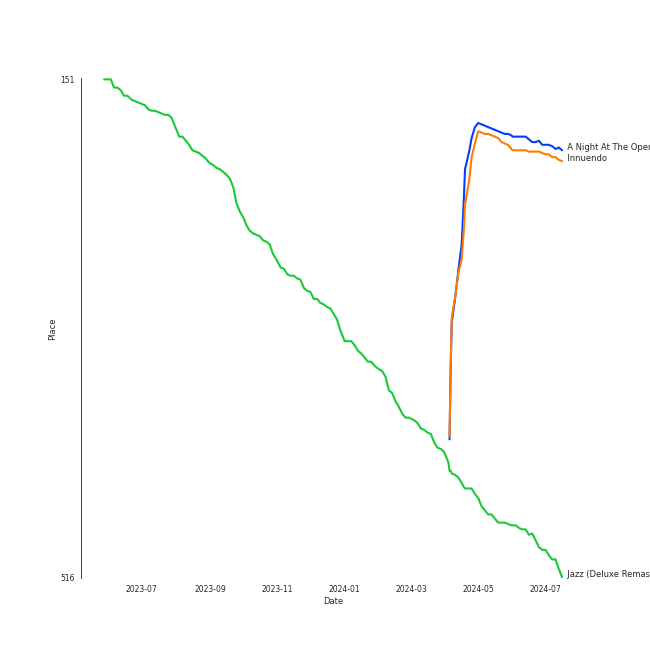 151
A Night At The Oper
Innuendo
Place
Jazz (Deluxe Remas
516
2023-07 2023-09 2023-11 2024-01 2024-03 2024-05 2024-07
Date